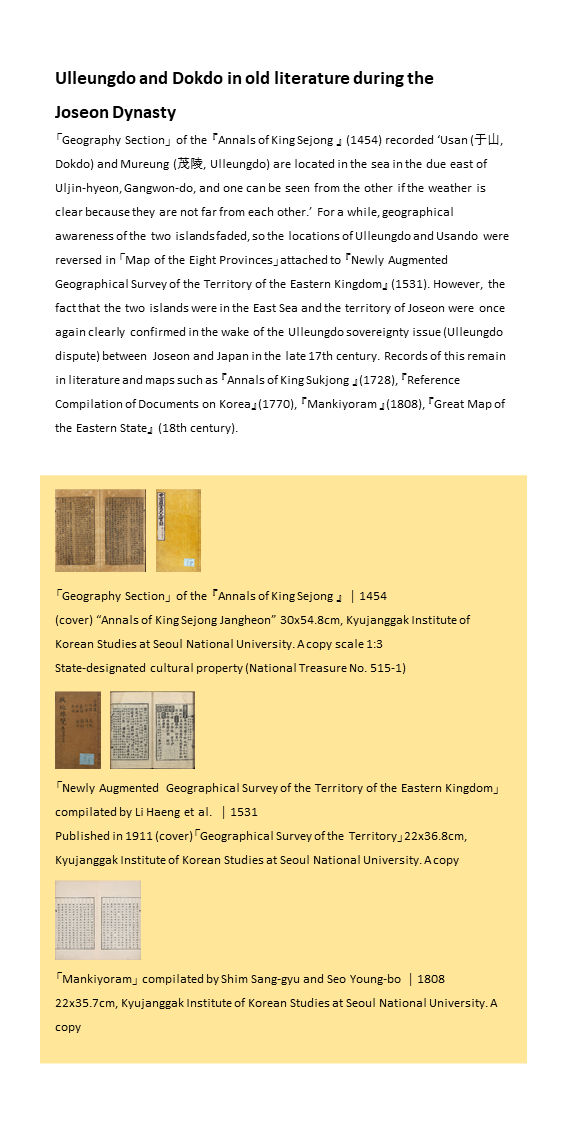 Ulleungdo and Dokdo in old literature during the
Joseon Dynasty
「Geography Section」 of the 『Annals of King Sejong 』 (1454) recorded ‘Usan (于山,
Dokdo) and Mureung (茂陵, Ulleungdo) are located in the sea in the due east of
Uljin-hyeon, Gangwon-do, and one can be seen from the other if the weather is
clear because they are not far from each other.’ For a while, geographical
awareness of the two islands faded, so the locations of Ulleungdo and Usando were
reversed in 「Map of the Eight Provinces」attached to 『Newly Augmented
Geographical Survey of the Territory of the Eastern Kingdom』 (1531). However, the
fact that the two islands were in the East Sea and the territory of Joseon were once
again clearly confirmed in the wake of the Ulleungdo sovereignty issue (Ulleungdo
dispute) between Joseon and Japan in the late 17th century. Records of this remain
in literature and maps such as 『Annals of King Sukjong 』(1728), 『Reference
Compilation of Documents on Korea』(1770), 『Mankiyoram 』(1808), 『Great Map of
the Eastern State』 (18th century).
「Geography Section」 of the 『Annals of King Sejong 』 | 1454
(cover) “Annals of King Sejong Jangheon” 30x54.8cm, Kyujanggak Institute of
Korean Studies at Seoul National University. A copy scale 1:3
State-designated cultural property (National Treasure No. 515-1)
「Newly Augmented Geographical Survey of the Territory of the Eastern Kingdom」
compilated by Li Haeng et al. | 1531
Published in 1911 (cover)「Geographical Survey of the Territory」22x36.8cm,
Kyujanggak Institute of Korean Studies at Seoul National University. A copy
「Mankiyoram」 compilated by Shim Sang-gyu and Seo Young-bo | 1808
22x35.7cm, Kyujanggak Institute of Korean Studies at Seoul National University. A
copy